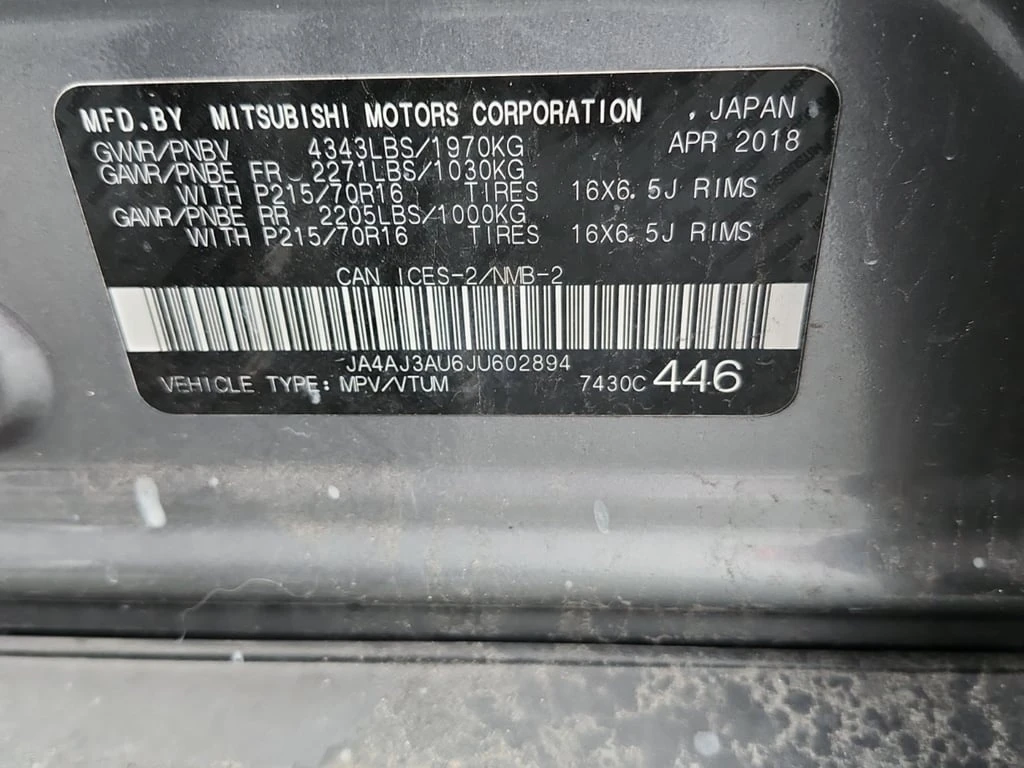 MFD.BY MITSUBISHI MOTORS CORPORATION , JAPAN
GVWR/PNBV 4343LBS/1970KG APR 2018
GAWR/PNBE FR 2271LBS/1030KG
WITH P215/70R16 TIRES 16X6.5J RIMS
GAWR/PNBE RR 2205LBS/1000KG
WITH P215/70R16 TIRES 16X6.5J RIMS
CAN ICES-2/NMB-2
JA4AJ3AU6JU602894
VEHICLE TYPE: MPV/VTUM 7430C 446